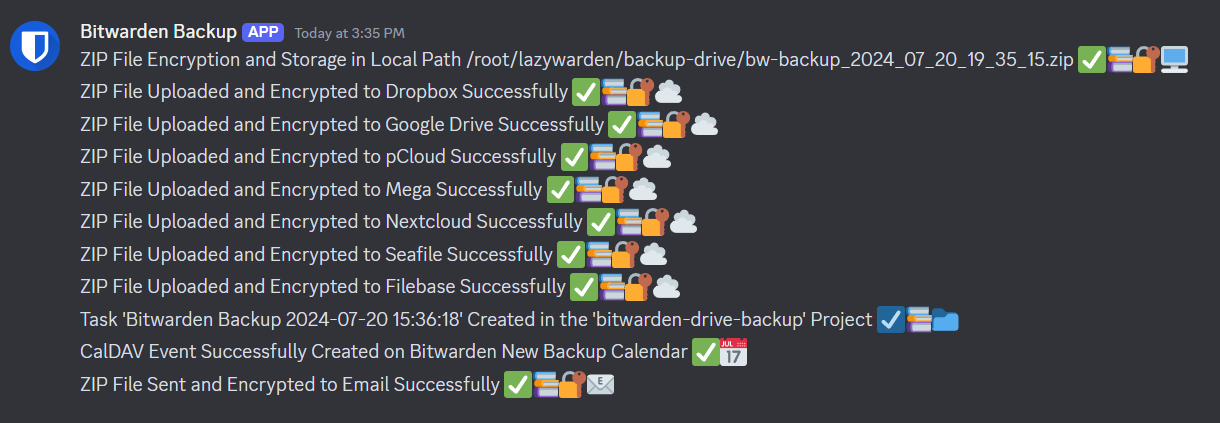 Bitwarden Backup APP Today at 3:35 PM
ZIP File Encryption and Storage in Local Path /root/lazywarden/backup-drive/bw-backup_2024_07_20_19_35_15.zip ✅📚🔐🖥️
ZIP File Uploaded and Encrypted to Dropbox Successfully ✅📚🔐☁️
ZIP File Uploaded and Encrypted to Google Drive Successfully ✅📚🔐☁️
ZIP File Uploaded and Encrypted to pCloud Successfully ✅📚🔐☁️
ZIP File Uploaded and Encrypted to Mega Successfully ✅📚🔐☁️
ZIP File Uploaded and Encrypted to Nextcloud Successfully ✅📚🔐☁️
ZIP File Uploaded and Encrypted to Seafile Successfully ✅📚🔐☁️
ZIP File Uploaded and Encrypted to Filebase Successfully ✅📚🔐☁️
Task 'Bitwarden Backup 2024-07-20 15:36:18' Created in the 'bitwarden-drive-backup' Project ☑️📚📁
CalDAV Event Successfully Created on Bitwarden New Backup Calendar ✅📅
ZIP File Sent and Encrypted to Email Successfully ✅📚🔐📧